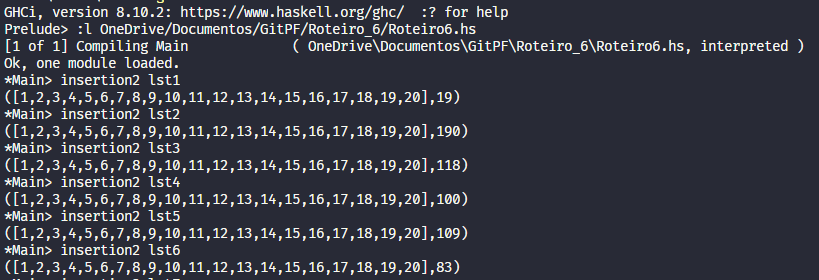 GHCi, version 8.10.2: https://www.haskell.org/ghc/  :? for help
Prelude> :l OneDrive/Documentos/GitPF/Roteiro_6/Roteiro6.hs
[1 of 1] Compiling Main             ( OneDrive\Documentos\GitPF\Roteiro_6\Roteiro6.hs, interpreted )
Ok, one module loaded.
*Main> insertion2 lst1
([1,2,3,4,5,6,7,8,9,10,11,12,13,14,15,16,17,18,19,20],19)
*Main> insertion2 lst2
([1,2,3,4,5,6,7,8,9,10,11,12,13,14,15,16,17,18,19,20],190)
*Main> insertion2 lst3
([1,2,3,4,5,6,7,8,9,10,11,12,13,14,15,16,17,18,19,20],118)
*Main> insertion2 lst4
([1,2,3,4,5,6,7,8,9,10,11,12,13,14,15,16,17,18,19,20],100)
*Main> insertion2 lst5
([1,2,3,4,5,6,7,8,9,10,11,12,13,14,15,16,17,18,19,20],109)
*Main> insertion2 lst6
([1,2,3,4,5,6,7,8,9,10,11,12,13,14,15,16,17,18,19,20],83)